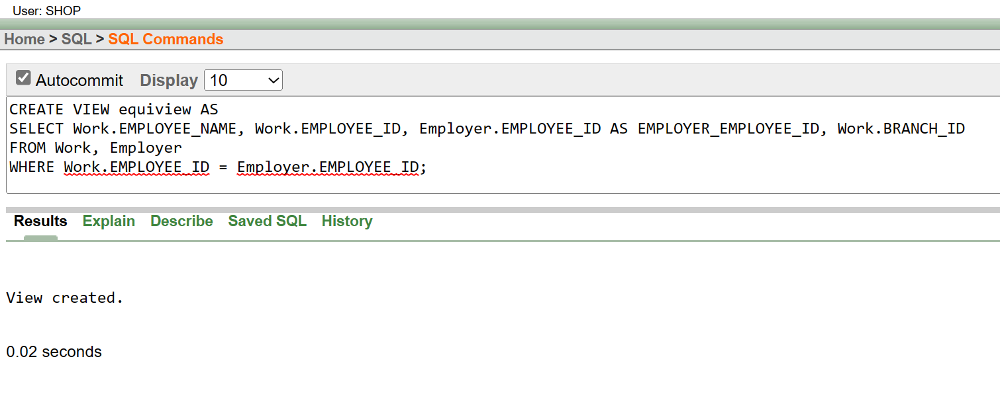 User: SHOP
Home > SQL > SQL Commands
Autocommit Display 10
CREATE VIEW equiview AS
SELECT Work.EMPLOYEE_NAME, Work.EMPLOYEE_ID, Employer.EMPLOYEE_ID AS EMPLOYER_EMPLOYEE_ID, Work.BRANCH_ID
FROM Work, Employer
WHERE Work.EMPLOYEE_ID = Employer.EMPLOYEE_ID;
Results Explain Describe Saved SQL History
View created.
0.02 seconds